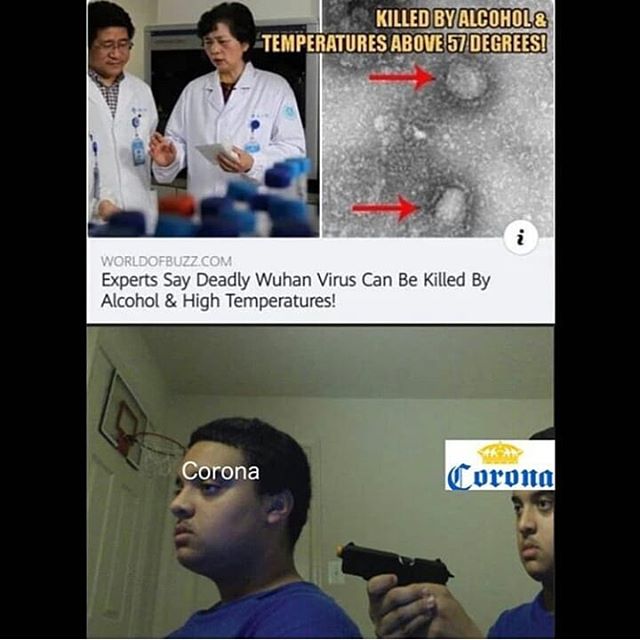 KILLED BY ALCOHOL &
TEMPERATURES ABOVE 57 DEGREES!
i
WORLDOFBUZZ.COM
Experts Say Deadly Wuhan Virus Can Be Killed By
Alcohol & High Temperatures!
Corona
Corona